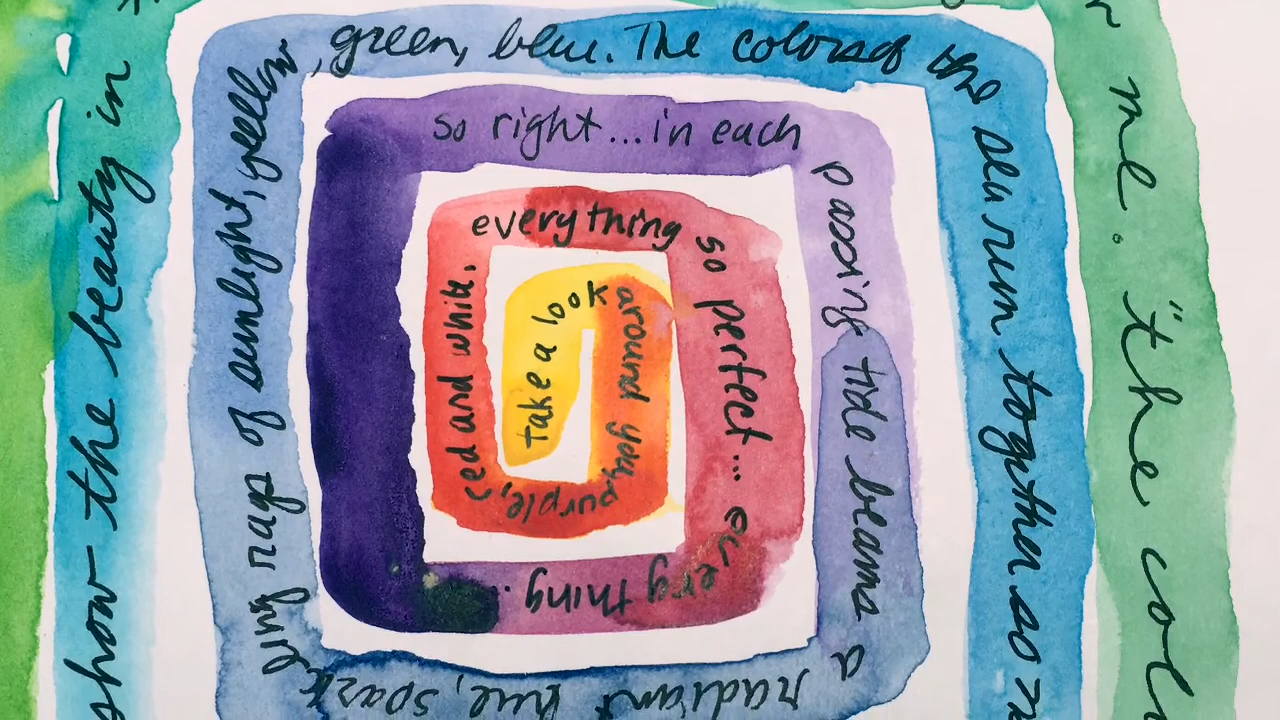 take a look
around you,
purple,
red and white,
everything
so perfect...
everything.
so right...in each
passing tide beams a
radiant hue, spark
ling rays of sunlight, yellow
, green, blue. The colors of
the sea run together so
show the beauty in
me. "the